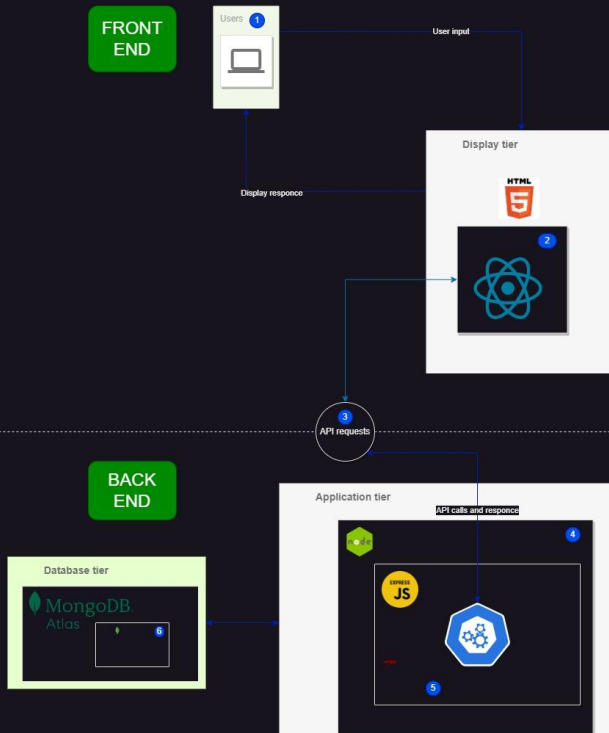 FRONT
END
Users
1
User input
Display tier
HTML
5
2
Display responce
3
API requests
BACK
END
Application tier
API calls and responce
node
4
Database tier
EXPRESS
JS
MongoDB.
Atlas
6
5